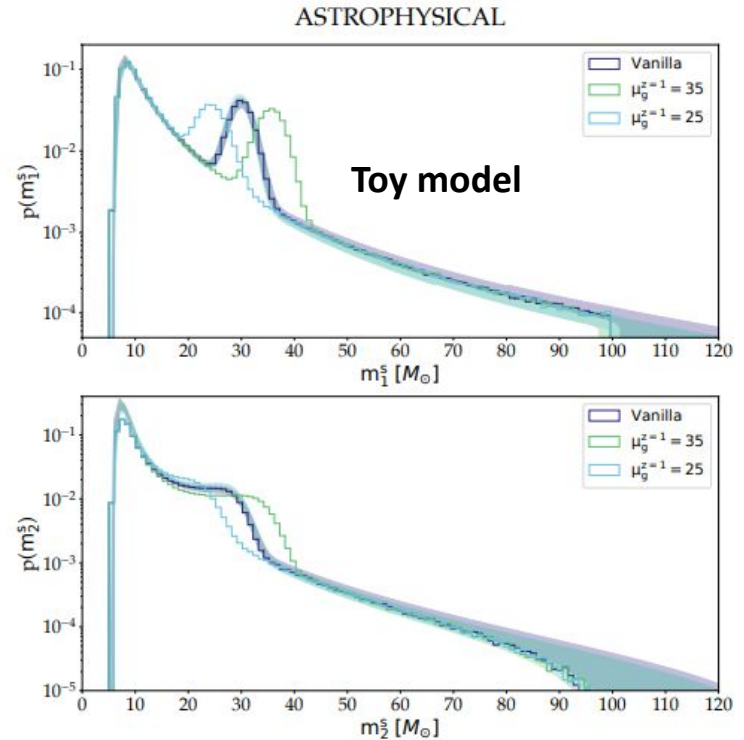 ASTROPHYSICAL
Vanilla
μ_g^{z=1} = 35
μ_g^{z=1} = 25
Toy model
p(m₁ˢ)
10⁻¹
10⁻²
10⁻³
10⁻⁴
0 10 20 30 40 50 60 70 80 90 100 110 120
m₁ˢ [M⊙]
Vanilla
μ_g^{z=1} = 35
μ_g^{z=1} = 25
p(m₂ˢ)
10⁻¹
10⁻²
10⁻³
10⁻⁴
10⁻⁵
0 10 20 30 40 50 60 70 80 90 100 110 120
m₂ˢ [M⊙]